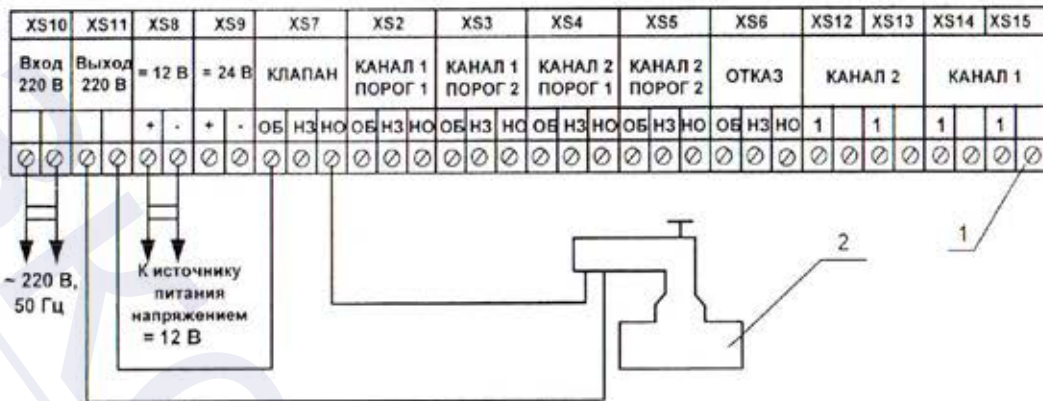 XS10 XS11 XS8 XS9 XS7 XS2 XS3 XS4 XS5 XS6 XS12 XS13 XS14 XS15
Вход 220 В
Выход 220 В
= 12 В
= 24 В
КЛАПАН
КАНАЛ 1 ПОРОГ 1
КАНАЛ 1 ПОРОГ 2
КАНАЛ 2 ПОРОГ 1
КАНАЛ 2 ПОРОГ 2
ОТКАЗ
КАНАЛ 2
КАНАЛ 1
+ - + - ОБ НЗ НО ОБ НЗ НО ОБ НЗ НО ОБ НЗ НО ОБ НЗ НО ОБ НЗ НО 1 1 1 1
~ 220 В,
50 Гц
К источнику
питания
напряжением
= 12 В
2
1